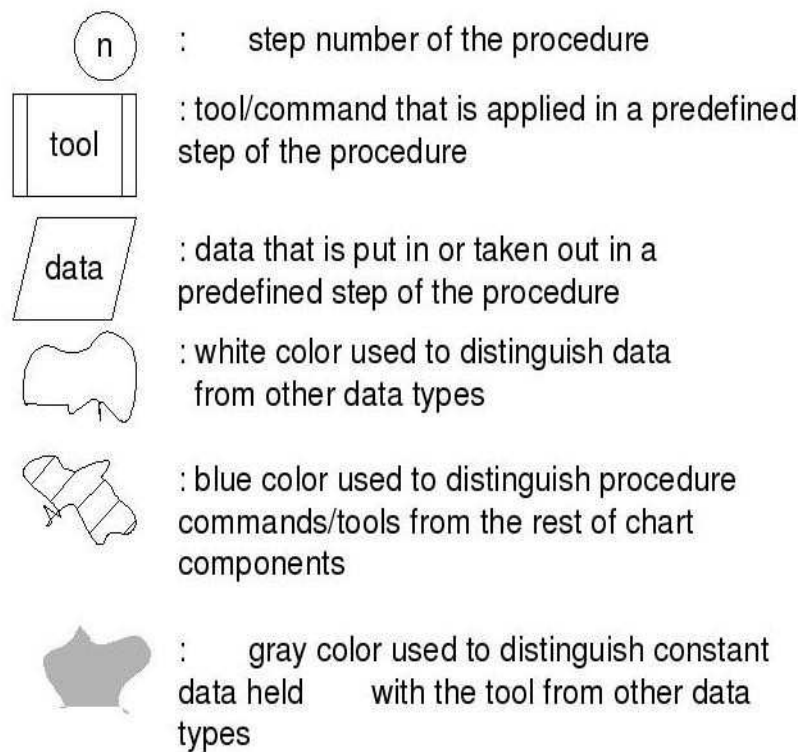 n : step number of the procedure
: tool/command that is applied in a predefined
tool
step of the procedure
data : data that is put in or taken out in a
predefined step of the procedure
: white color used to distinguish data
from other data types
: blue color used to distinguish procedure
commands/tools from the rest of chart
components
: gray color used to distinguish constant
data held with the tool from other data
types